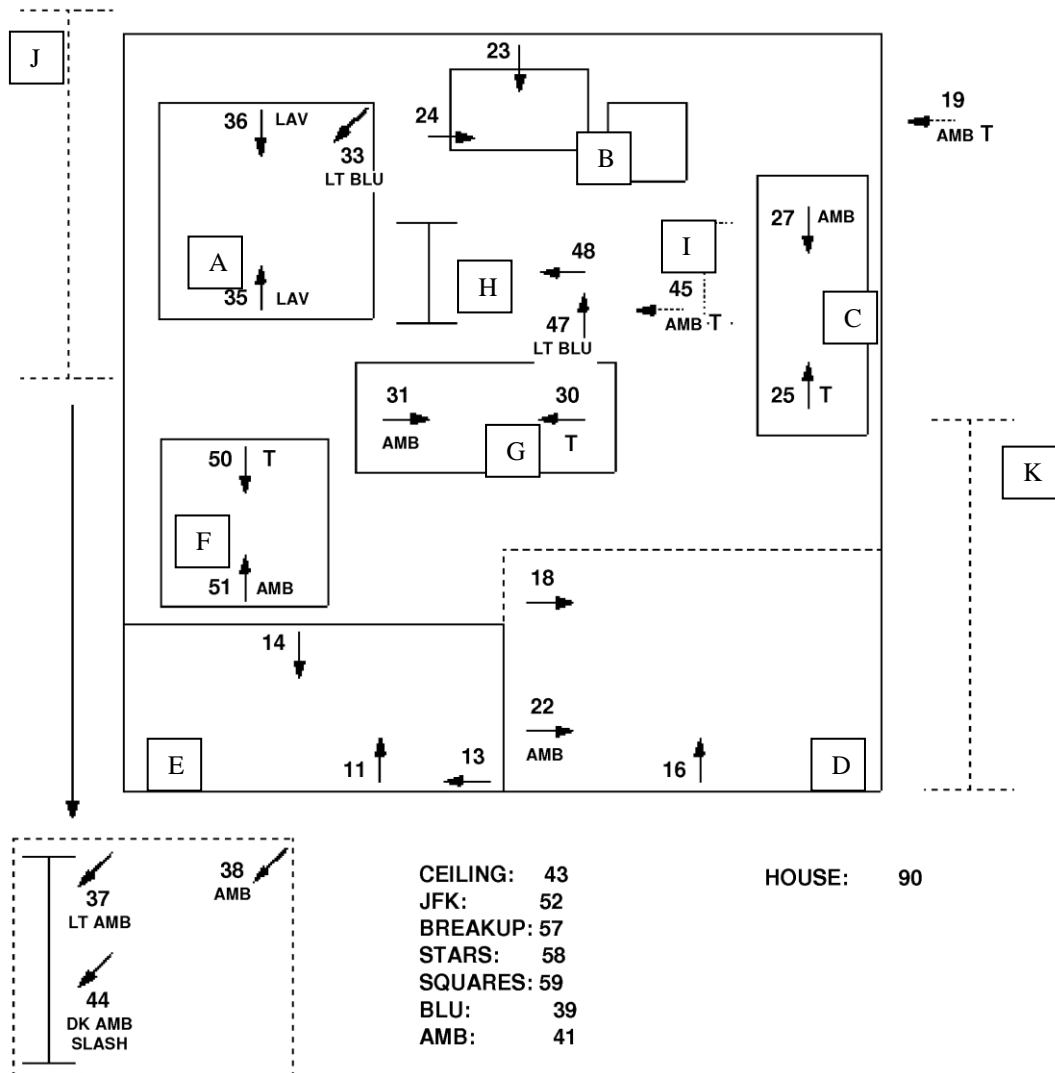 J
23
19
AMB T
36 LAV
33
LT BLU
24
B
27 AMB
A
H
48
I
45
AMB T
C
35 LAV
47
LT BLU
31
AMB
30
T
25 T
G
K
50 T
F
51 AMB
18
14
22
AMB
E
11
13
16
D
37
LT AMB
38
AMB
44
DK AMB
SLASH
CEILING: 43
JFK: 52
BREAKUP: 57
STARS: 58
SQUARES: 59
BLU: 39
AMB: 41
HOUSE: 90